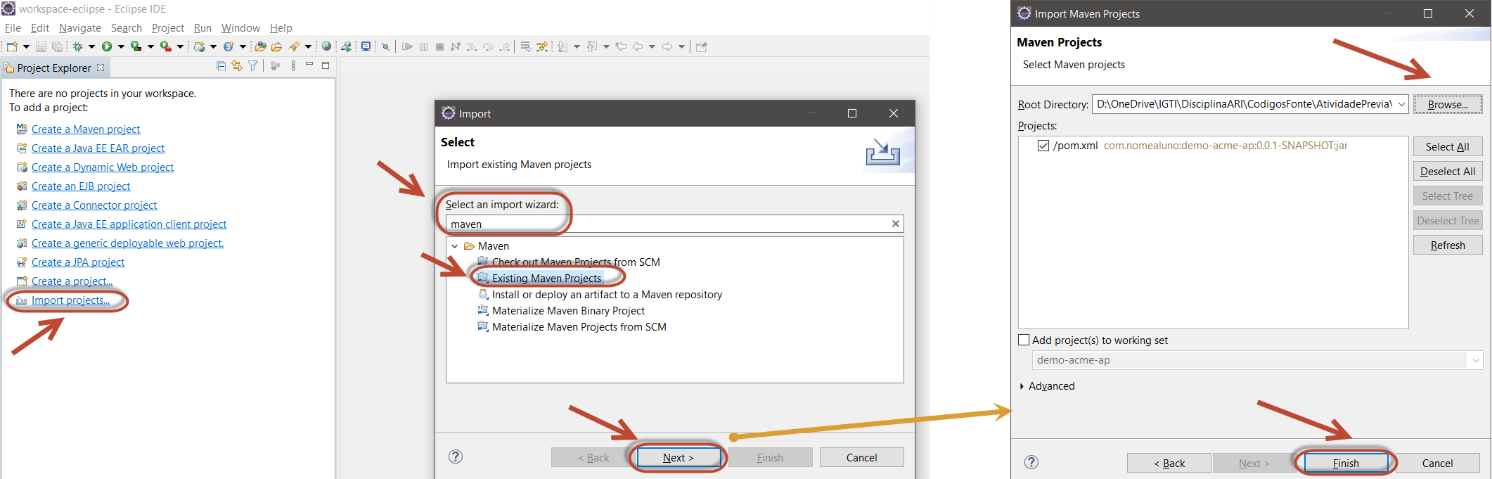 workspace-eclipse - Eclipse IDE
File Edit Navigate Search Project Run Window Help
Project Explorer
There are no projects in your workspace.
To add a project:
Create a Maven project
Create a Java EE EAR project
Create a Dynamic Web project
Create an EJB project
Create a Connector project
Create a Java EE application client project
Create a generic deployable web project.
Create a JPA project
Create a project...
Import projects...
Import
Select
Import existing Maven projects
Select an import wizard:
maven
Maven
Check out Maven Projects from SCM
Existing Maven Projects
Install or deploy an artifact to a Maven repository
Materialize Maven Binary Project
Materialize Maven Projects from SCM
< Back Next > Finish Cancel
Import Maven Projects
Maven Projects
Select Maven projects
Root Directory: D:\OneDrive\IGTI\DisciplinaARI\CodigosFonte\AtividadePrevia\ Browse...
Projects:
/pom.xml com.nomealuno:demo-acme-ap:0.0.1-SNAPSHOT:jar
Select All
Deselect All
Select Tree
Deselect Tree
Refresh
Add project(s) to working set
demo-acme-ap
Advanced
< Back Next > Finish Cancel